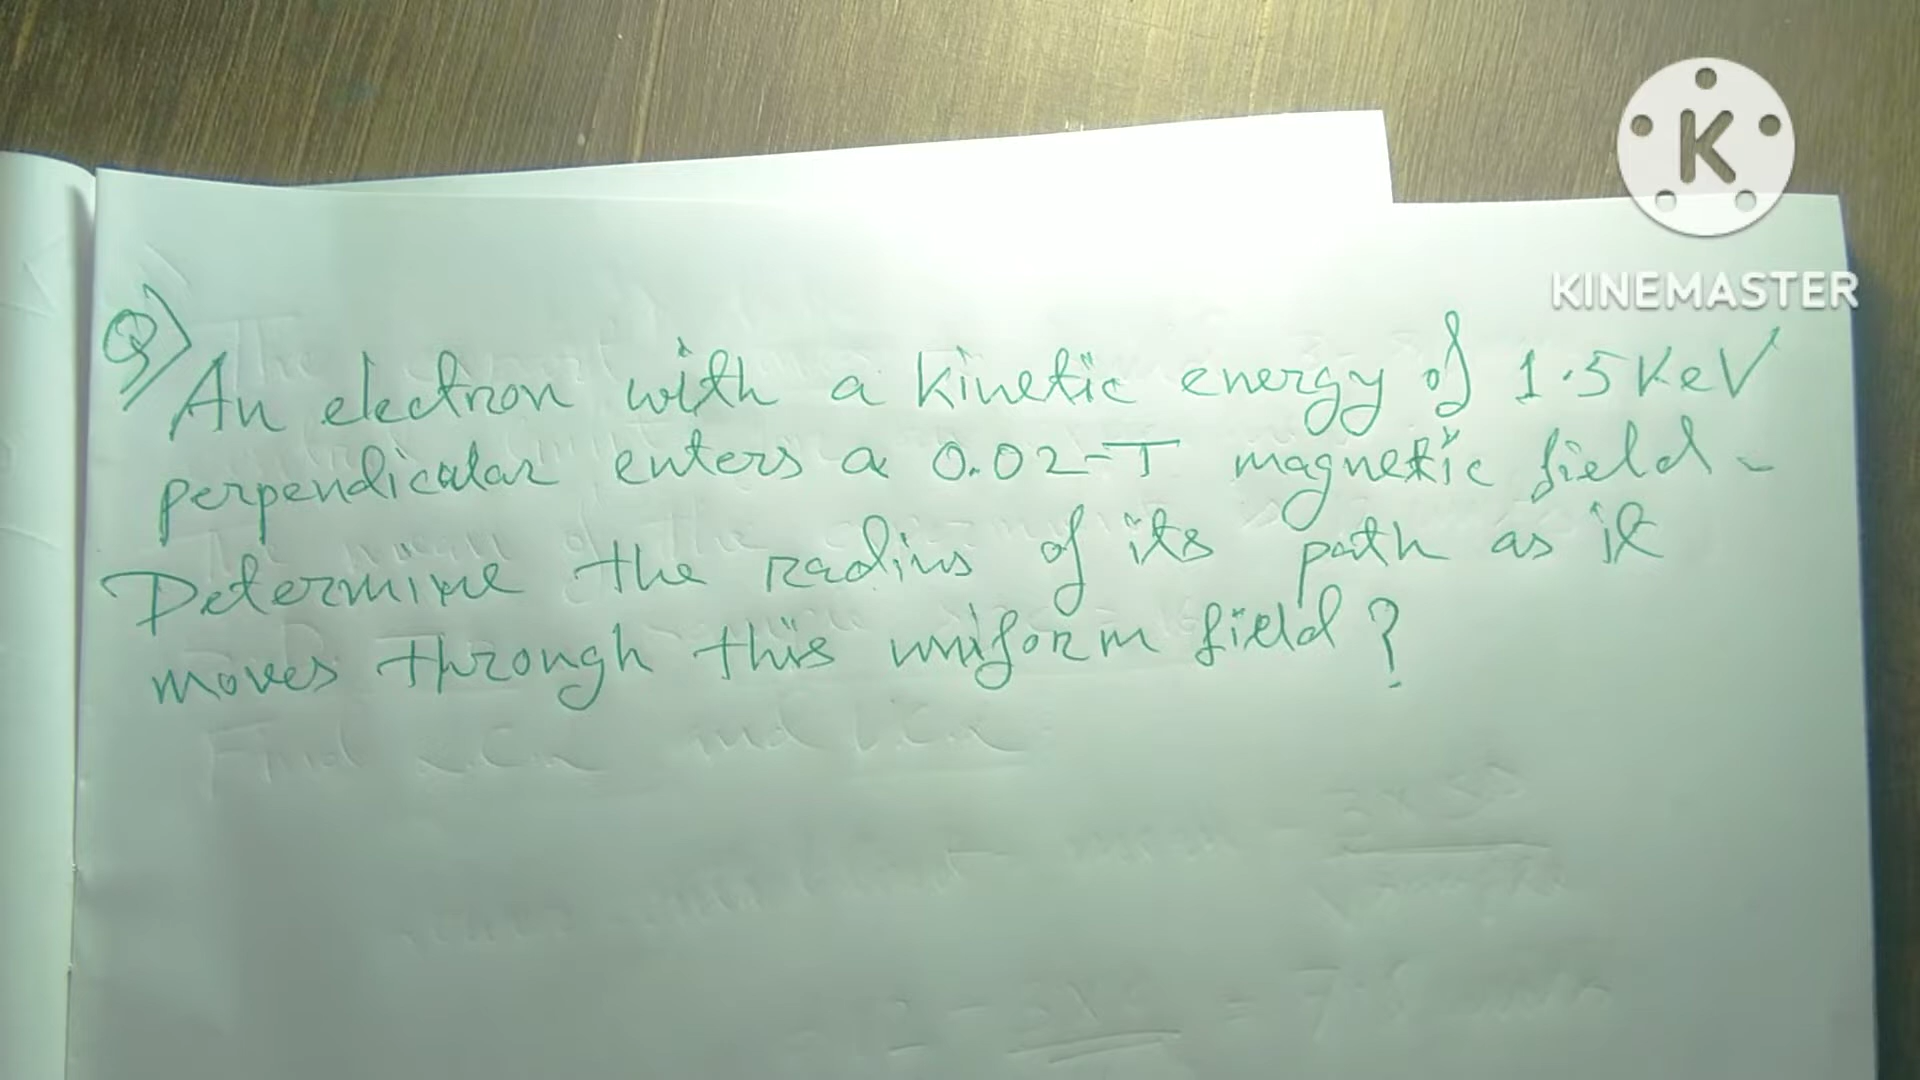 K
KINEMASTER
Q) An electron with a kinetic energy of 1.5 KeV
perpendicular enters a 0.02-T magnetic field.
Determine the radius of its path as it
moves through this uniform field?
Find